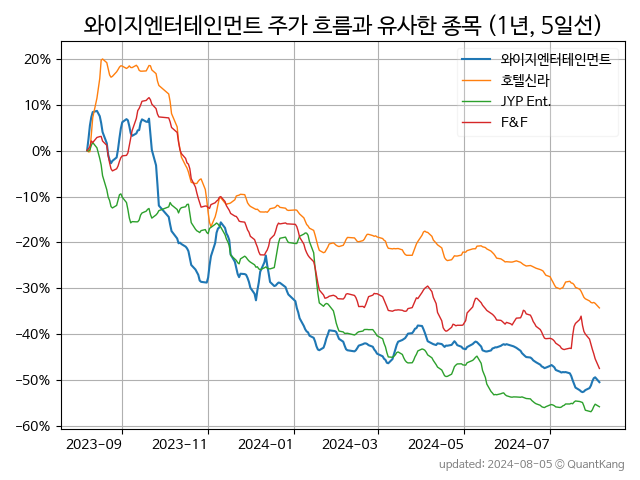 와이지엔터테인먼트 주가 흐름과 유사한 종목 (1년, 5일선)
와이지엔터테인먼트
호텔신라
JYP Ent.
F&F
20%
10%
0%
−10%
−20%
−30%
−40%
−50%
−60%
2023-09 2023-11 2024-01 2024-03 2024-05 2024-07
updated: 2024-08-05 © QuantKang